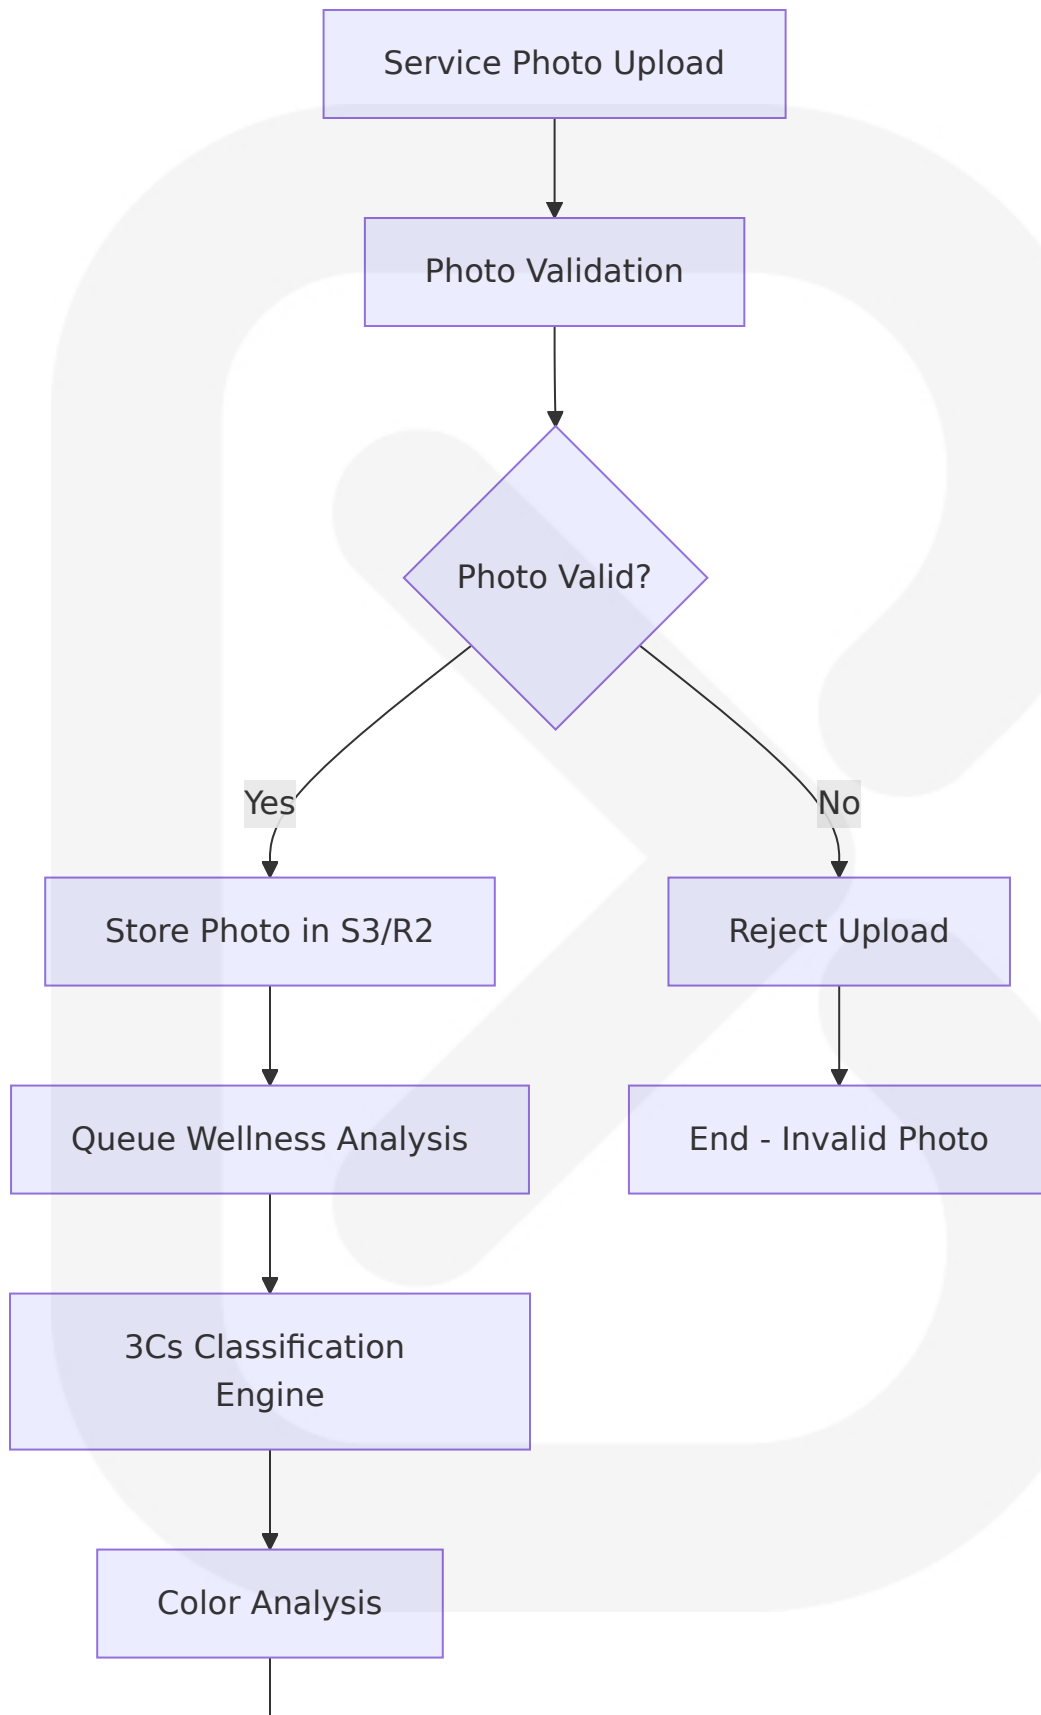 Service Photo Upload
Photo Validation
Photo Valid?
Yes
No
Store Photo in S3/R2
Reject Upload
Queue Wellness Analysis
End - Invalid Photo
3Cs Classification
Engine
Color Analysis